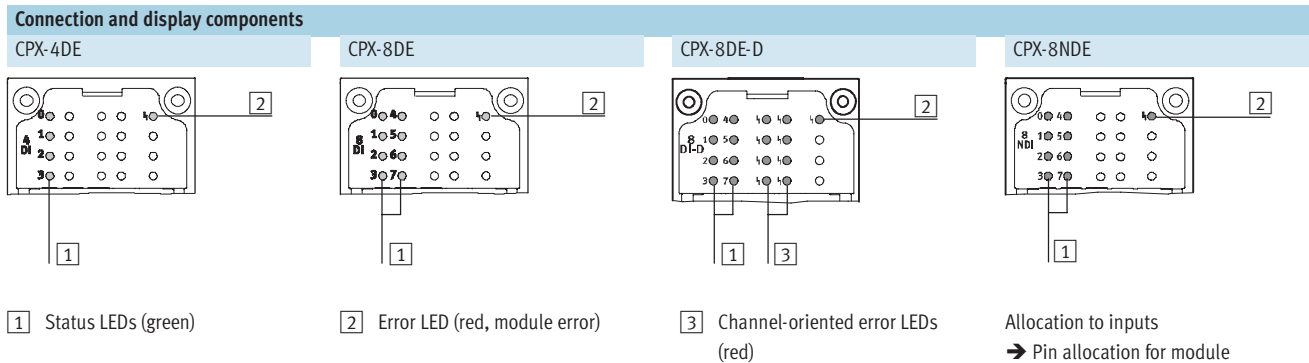 Connection and display components
CPX-4DE CPX-8DE CPX-8DE-D CPX-8NDE
0
1
2
3
4
DI
2
1
0 4
1 5
2 6
3 7
8
DI
2
1
0 4
1 5
2 6
3 7
8
DI-D
2
1 3
0 4
1 5
2 6
3 7
8
NDI
2
1
1 Status LEDs (green)
2 Error LED (red, module error)
3 Channel-oriented error LEDs
(red)
Allocation to inputs
➔ Pin allocation for module